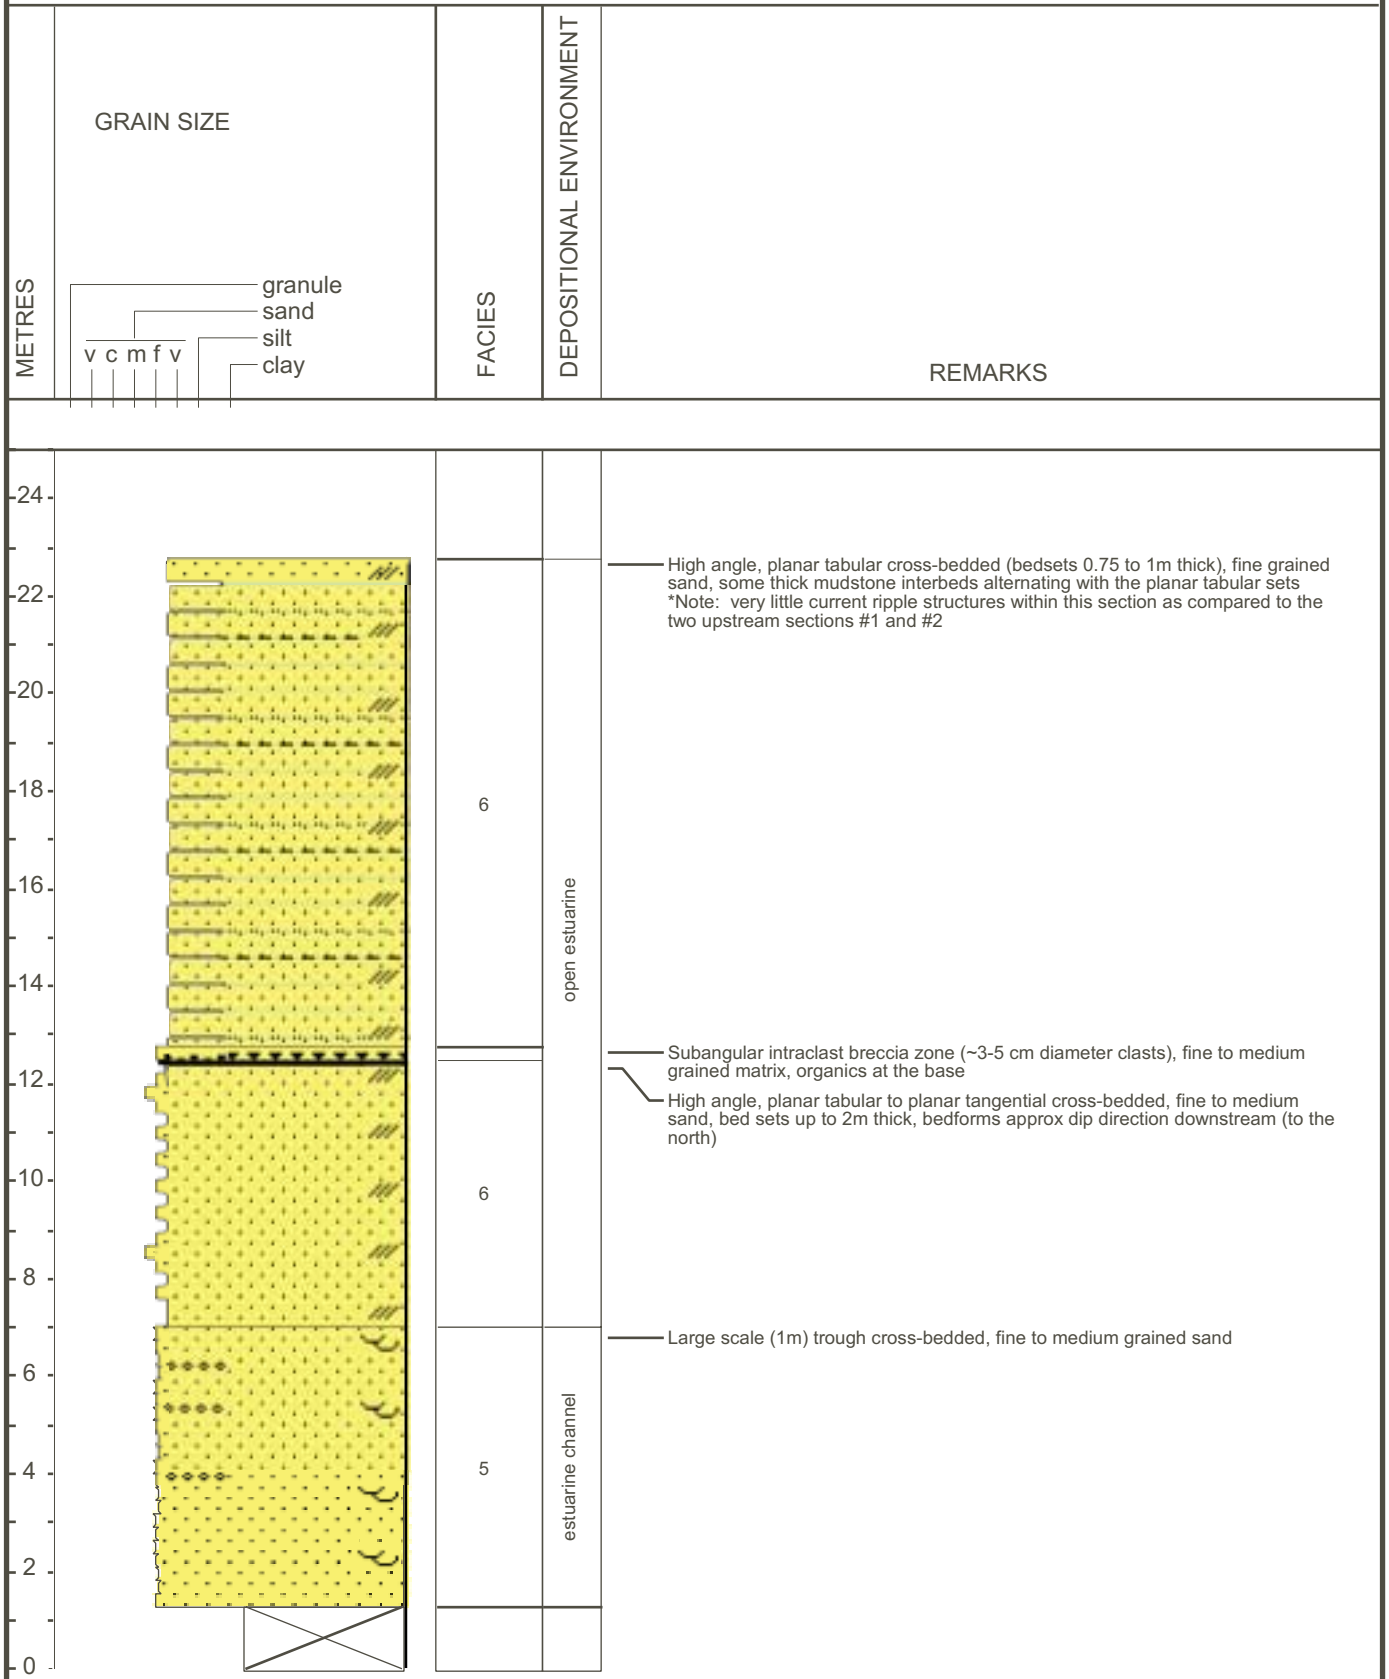 METRES
GRAIN SIZE
granule
sand
silt
clay
v c m f v
FACIES
DEPOSITIONAL ENVIRONMENT
REMARKS
24
22
20
18
16
14
12
10
8
6
4
2
0
6
6
5
open estuarine
estuarine channel
High angle, planar tabular cross-bedded (bedsets 0.75 to 1m thick), fine grained
sand, some thick mudstone interbeds alternating with the planar tabular sets
*Note: very little current ripple structures within this section as compared to the
two upstream sections #1 and #2
Subangular intraclast breccia zone (~3-5 cm diameter clasts), fine to medium
grained matrix, organics at the base
High angle, planar tabular to planar tangential cross-bedded, fine to medium
sand, bed sets up to 2m thick, bedforms approx dip direction downstream (to the
north)
Large scale (1m) trough cross-bedded, fine to medium grained sand